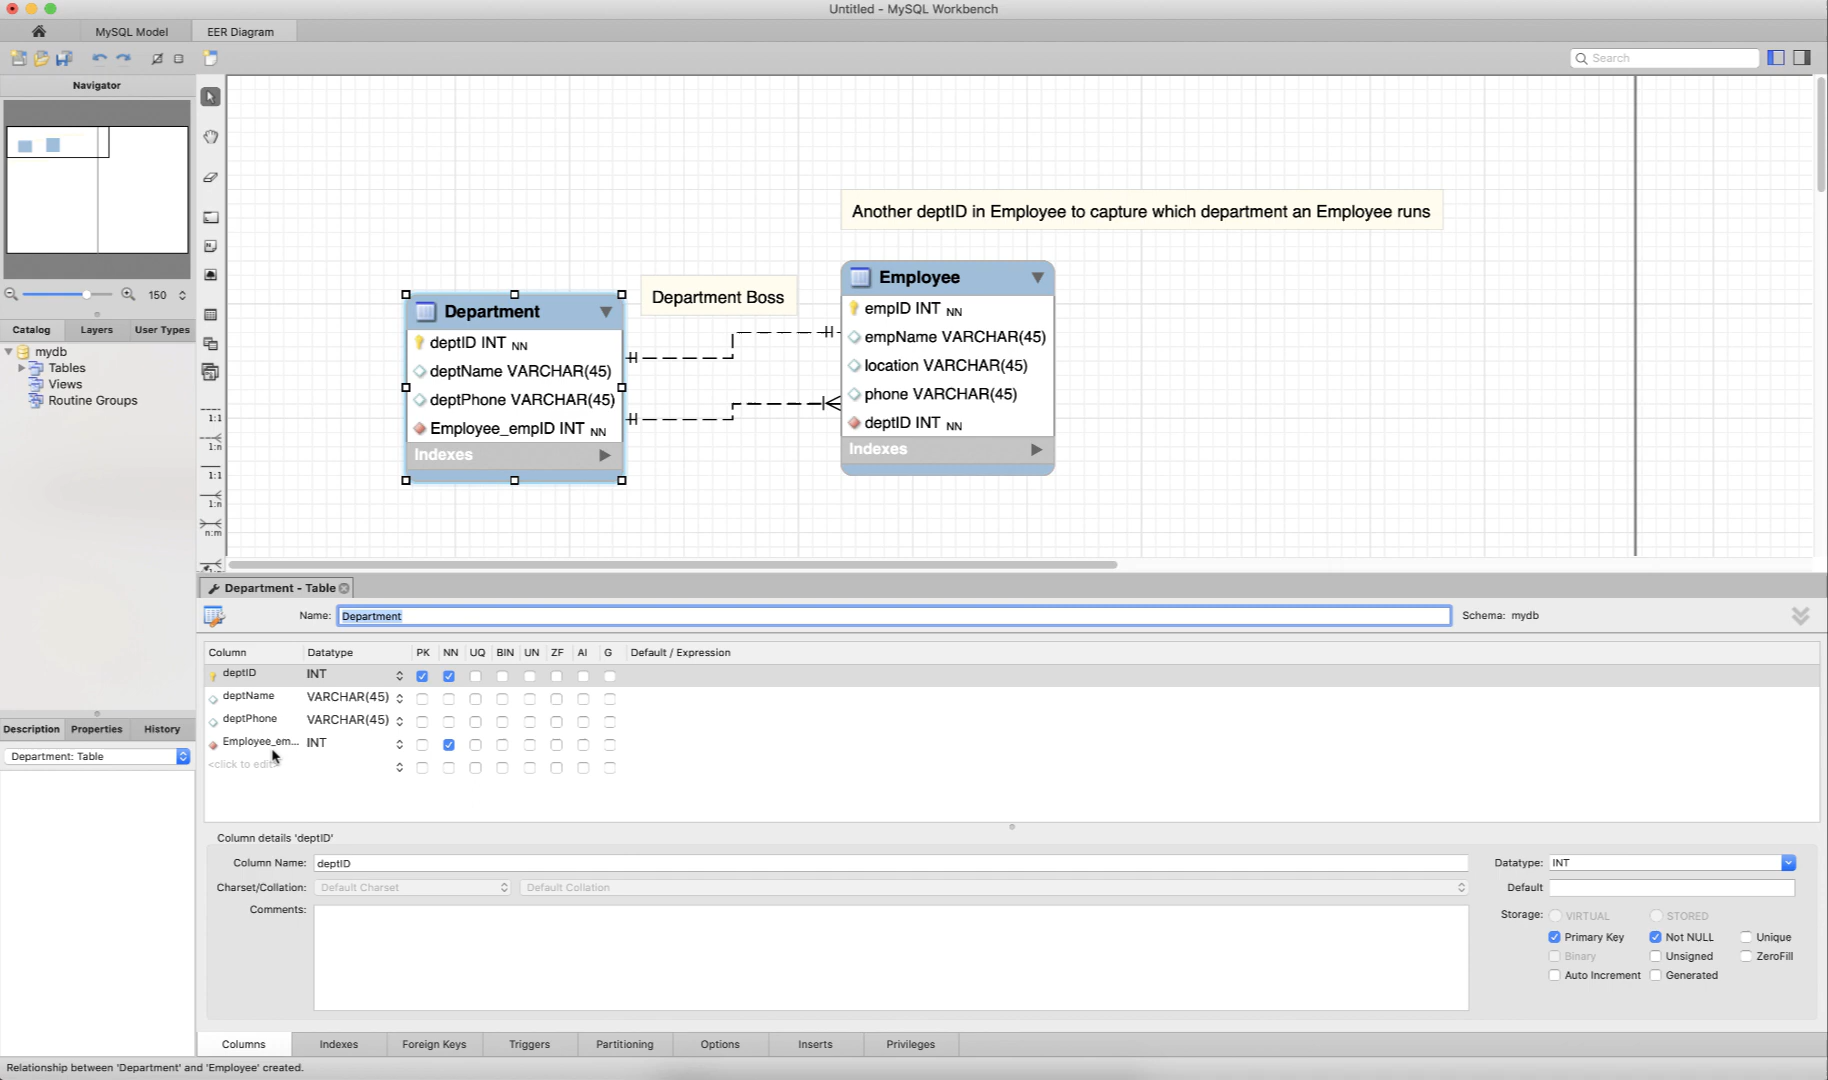 Untitled - MySQL Workbench
MySQL Model
EER Diagram
Search
Navigator
150
Catalog
Layers
User Types
mydb
Tables
Views
Routine Groups
1:1
1:n
1:1
1:n
n:m
Another deptID in Employee to capture which department an Employee runs
Department Boss
Department
deptID INT NN
deptName VARCHAR(45)
deptPhone VARCHAR(45)
Employee_empID INT NN
Indexes
Employee
empID INT NN
empName VARCHAR(45)
location VARCHAR(45)
phone VARCHAR(45)
deptID INT NN
Indexes
Department - Table
Name: Department
Schema: mydb
Column Datatype PK NN UQ BIN UN ZF AI G Default / Expression
deptID INT
deptName VARCHAR(45)
deptPhone VARCHAR(45)
Employee_em... INT
<click to edit>
Description
Properties
History
Department: Table
Column details 'deptID'
Column Name: deptID
Charset/Collation: Default Charset Default Collation
Comments:
Datatype: INT
Default
Storage: VIRTUAL STORED
Primary Key Not NULL Unique
Binary Unsigned ZeroFill
Auto Increment Generated
Columns
Indexes
Foreign Keys
Triggers
Partitioning
Options
Inserts
Privileges
Relationship between 'Department' and 'Employee' created.